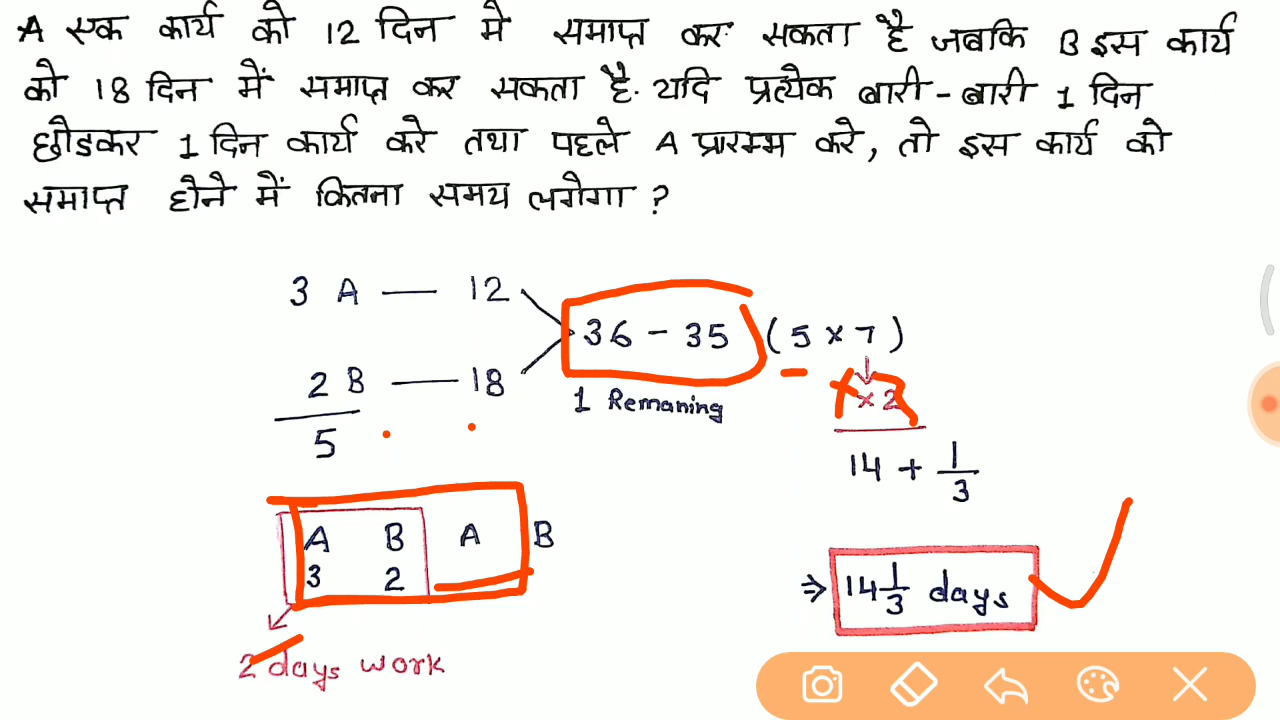 A एक कार्य को 12 दिन मे समाप्त कर सकता है जबकि B इस कार्य
को 18 दिन में समाप्त कर सकता है. यदि प्रत्येक बारी-बारी 1 दिन
छोडकर 1 दिन कार्य करे तथा पहले A प्रारम्भ करे, तो इस कार्य को
समाप्त होने में कितना समय लगेगा ?
3 A — 12
36 - 35 (5 × 7)
2 B — 18
1 Remaning
× 2
5
14 + 1/3
A B A B
3 2
⇒ 14 1/3 days
2 days work